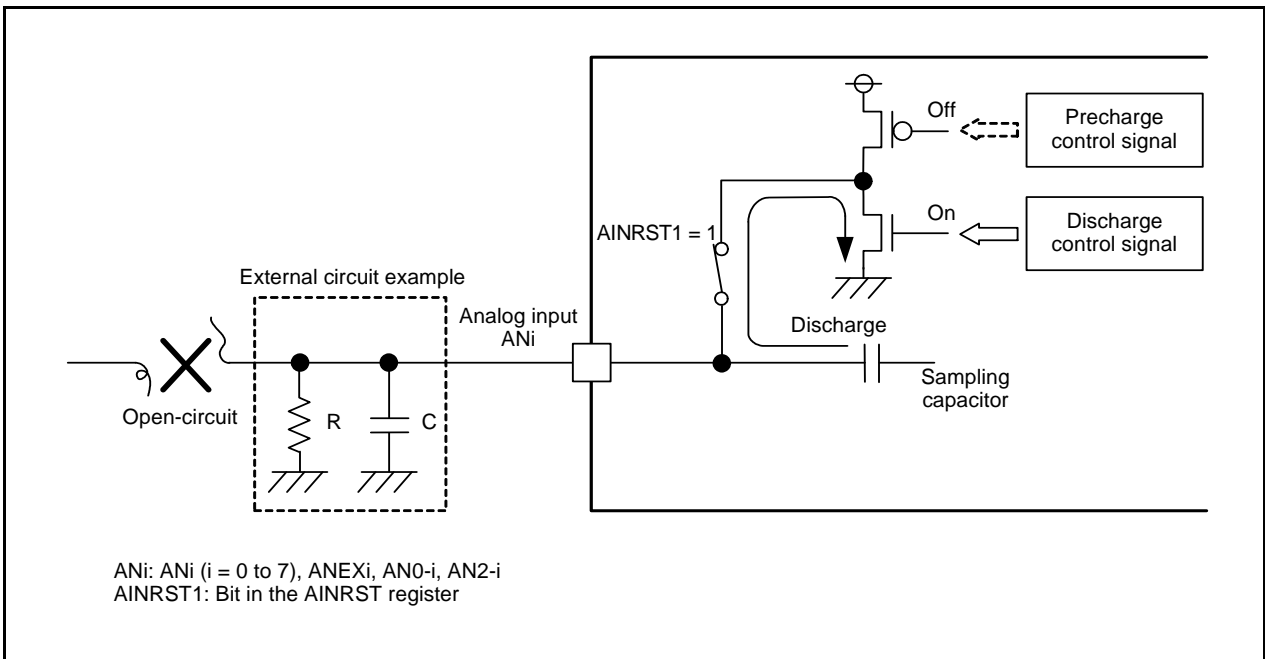 Off
Precharge
control signal
On
Discharge
control signal
AINRST1 = 1
External circuit example
Analog input
ANi
Discharge
Sampling
capacitor
Open-circuit
R
C
ANi: ANi (i = 0 to 7), ANEXi, AN0-i, AN2-i
AINRST1: Bit in the AINRST register